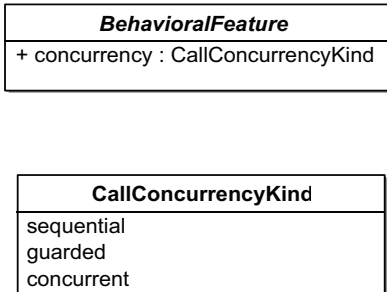 BehavioralFeature
+ concurrency : CallConcurrencyKind
CallConcurrencyKind
sequential
guarded
concurrent